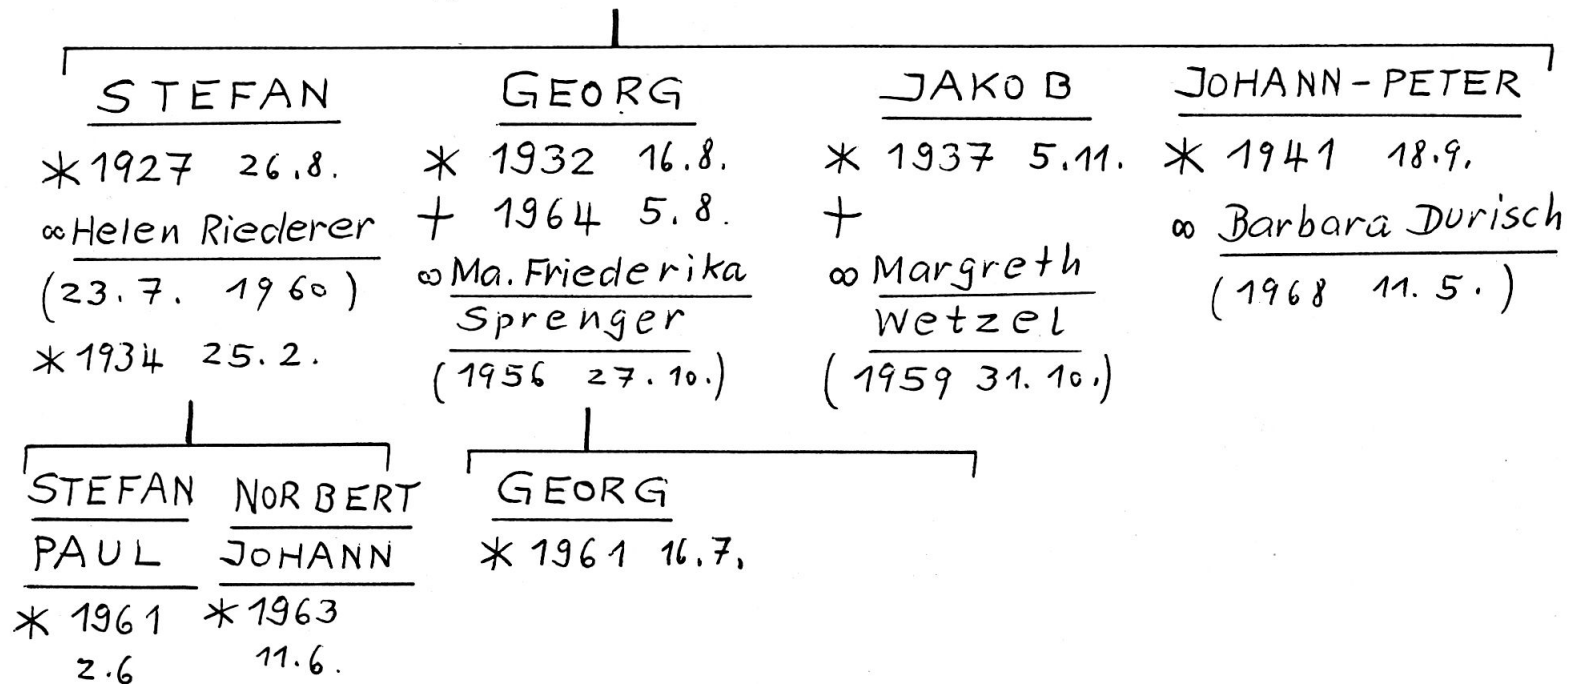 STEFAN
* 1927 26.8.
∞ Helen Riederer
(23.7. 1960)
* 1934 25.2.
GEORG
* 1932 16.8.
+ 1964 5.8.
∞ Ma. Friederika
Sprenger
(1956 27.10.)
JAKOB
* 1937 5.11.
+
∞ Margreth
Wetzel
(1959 31.10.)
JOHANN-PETER
* 1941 18.9.
∞ Barbara Durisch
(1968 11.5.)
STEFAN
PAUL
* 1961
2.6
NORBERT
JOHANN
* 1963
11.6.
GEORG
* 1961 16.7.